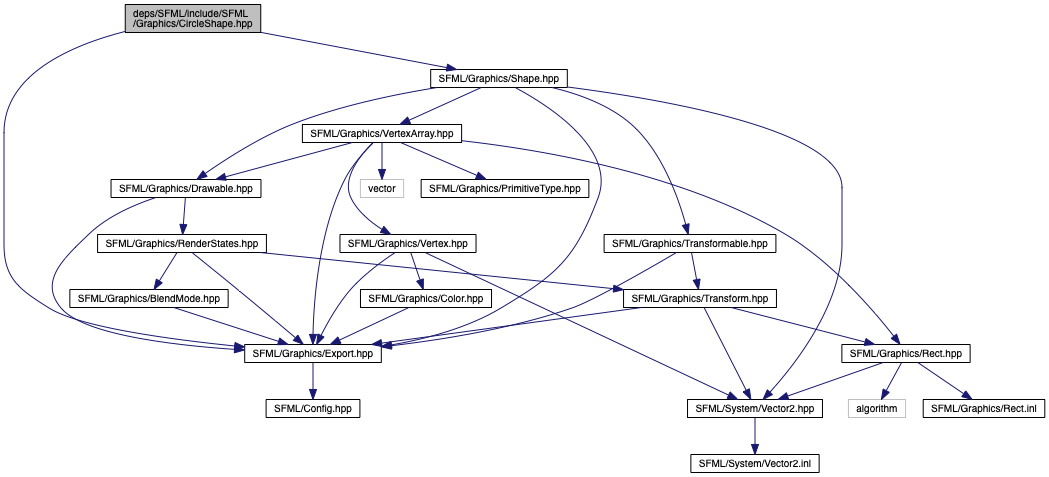 deps/SFML/include/SFML
/Graphics/CircleShape.hpp
SFML/Graphics/Shape.hpp
SFML/Graphics/VertexArray.hpp
SFML/Graphics/Drawable.hpp
vector
SFML/Graphics/PrimitiveType.hpp
SFML/Graphics/RenderStates.hpp
SFML/Graphics/Vertex.hpp
SFML/Graphics/Transformable.hpp
SFML/Graphics/BlendMode.hpp
SFML/Graphics/Color.hpp
SFML/Graphics/Transform.hpp
SFML/Graphics/Export.hpp
SFML/Graphics/Rect.hpp
SFML/Config.hpp
SFML/System/Vector2.hpp
algorithm
SFML/Graphics/Rect.inl
SFML/System/Vector2.inl